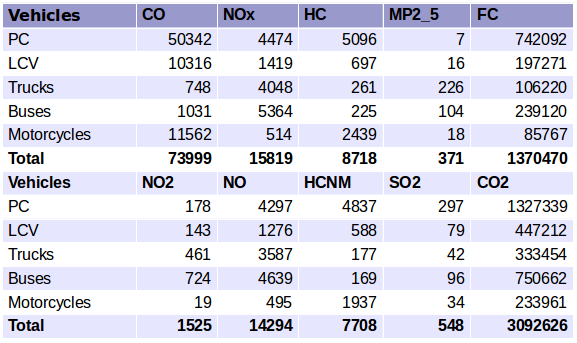 Vehicles CO NOx HC MP2_5 FC
PC 50342 4474 5096 7 742092
LCV 10316 1419 697 16 197271
Trucks 748 4048 261 226 106220
Buses 1031 5364 225 104 239120
Motorcycles 11562 514 2439 18 85767
Total 73999 15819 8718 371 1370470
Vehicles NO2 NO HCNM SO2 CO2
PC 178 4297 4837 297 1327339
LCV 143 1276 588 79 447212
Trucks 461 3587 177 42 333454
Buses 724 4639 169 96 750662
Motorcycles 19 495 1937 34 233961
Total 1525 14294 7708 548 3092626